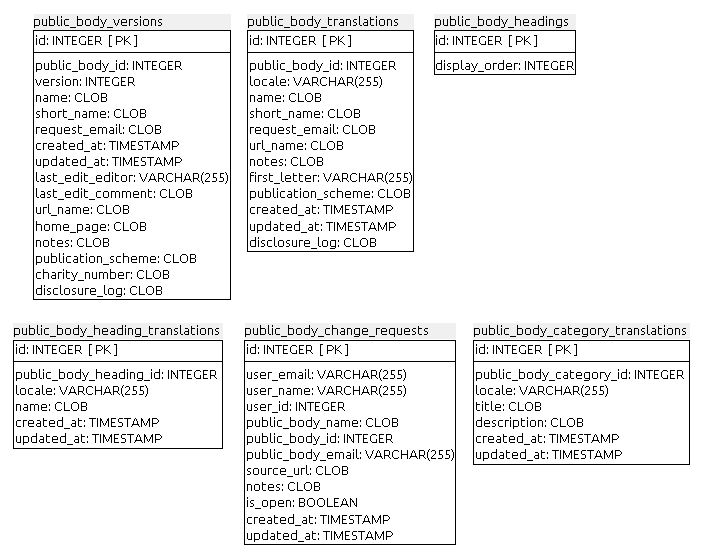 public_body_versions
id: INTEGER [ PK ]
public_body_id: INTEGER
version: INTEGER
name: CLOB
short_name: CLOB
request_email: CLOB
created_at: TIMESTAMP
updated_at: TIMESTAMP
last_edit_editor: VARCHAR(255)
last_edit_comment: CLOB
url_name: CLOB
home_page: CLOB
notes: CLOB
publication_scheme: CLOB
charity_number: CLOB
disclosure_log: CLOB
public_body_translations
id: INTEGER [ PK ]
public_body_id: INTEGER
locale: VARCHAR(255)
name: CLOB
short_name: CLOB
request_email: CLOB
url_name: CLOB
notes: CLOB
first_letter: VARCHAR(255)
publication_scheme: CLOB
created_at: TIMESTAMP
updated_at: TIMESTAMP
disclosure_log: CLOB
public_body_headings
id: INTEGER [ PK ]
display_order: INTEGER
public_body_heading_translations
id: INTEGER [ PK ]
public_body_heading_id: INTEGER
locale: VARCHAR(255)
name: CLOB
created_at: TIMESTAMP
updated_at: TIMESTAMP
public_body_change_requests
id: INTEGER [ PK ]
user_email: VARCHAR(255)
user_name: VARCHAR(255)
user_id: INTEGER
public_body_name: CLOB
public_body_id: INTEGER
public_body_email: VARCHAR(255)
source_url: CLOB
notes: CLOB
is_open: BOOLEAN
created_at: TIMESTAMP
updated_at: TIMESTAMP
public_body_category_translations
id: INTEGER [ PK ]
public_body_category_id: INTEGER
locale: VARCHAR(255)
title: CLOB
description: CLOB
created_at: TIMESTAMP
updated_at: TIMESTAMP